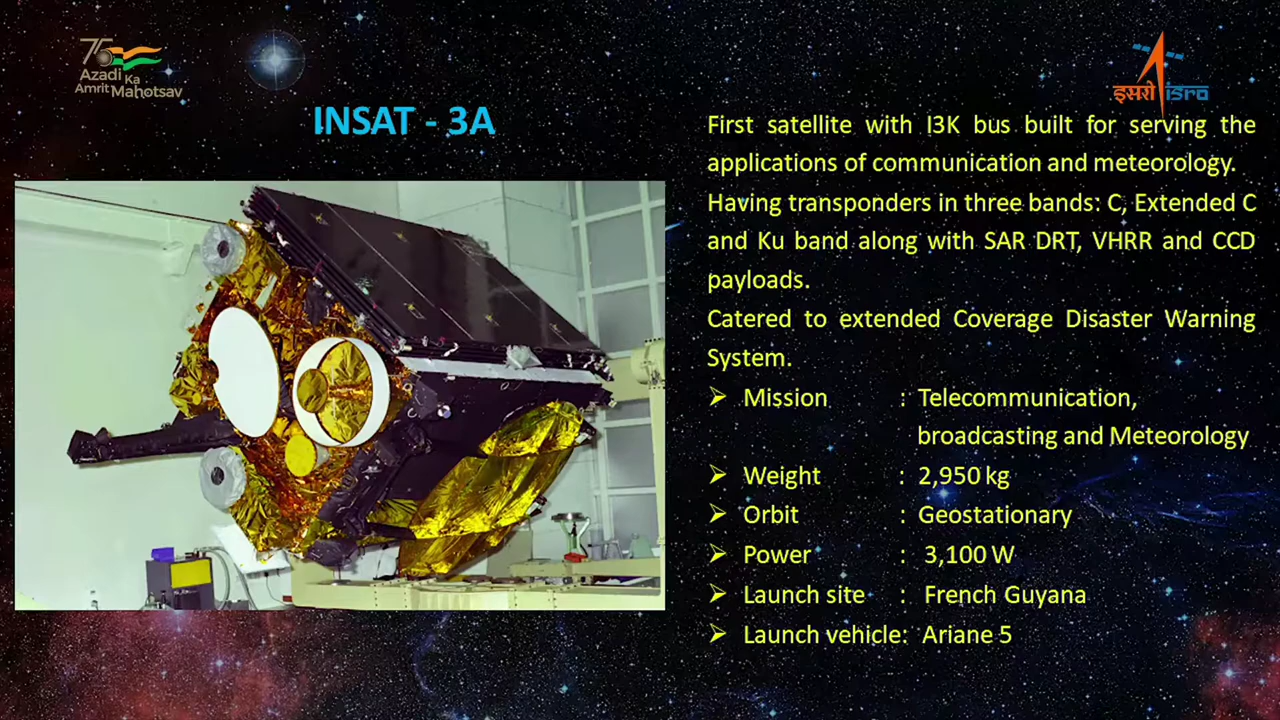 75
Azadi Ka
Amrit Mahotsav
इसरो isro
INSAT - 3A
First satellite with I3K bus built for serving the
applications of communication and meteorology.
Having transponders in three bands: C, Extended C
and Ku band along with SAR DRT, VHRR and CCD
payloads.
Catered to extended Coverage Disaster Warning
System.
➢ Mission : Telecommunication,
broadcasting and Meteorology
➢ Weight : 2,950 kg
➢ Orbit : Geostationary
➢ Power : 3,100 W
➢ Launch site : French Guyana
➢ Launch vehicle: Ariane 5